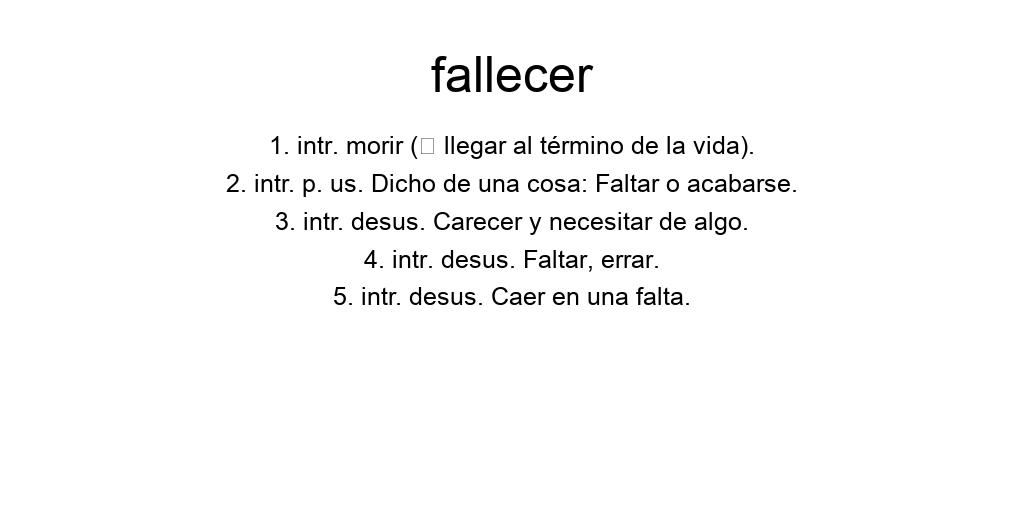 fallecer
1. intr. morir (□ llegar al término de la vida).
2. intr. p. us. Dicho de una cosa: Faltar o acabarse.
3. intr. desus. Carecer y necesitar de algo.
4. intr. desus. Faltar, errar.
5. intr. desus. Caer en una falta.